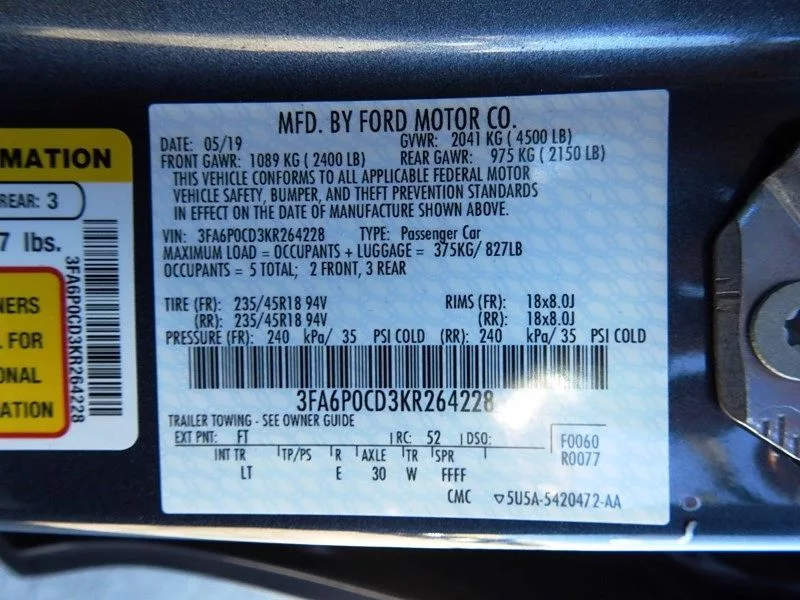 MFD. BY FORD MOTOR CO.
DATE: 05/19 GVWR: 2041 KG ( 4500 LB)
FRONT GAWR: 1089 KG ( 2400 LB) REAR GAWR: 975 KG ( 2150 LB)
THIS VEHICLE CONFORMS TO ALL APPLICABLE FEDERAL MOTOR
VEHICLE SAFETY, BUMPER, AND THEFT PREVENTION STANDARDS
IN EFFECT ON THE DATE OF MANUFACTURE SHOWN ABOVE.
VIN: 3FA6P0CD3KR264228 TYPE: Passenger Car
MAXIMUM LOAD = OCCUPANTS + LUGGAGE = 375KG/ 827LB
OCCUPANTS = 5 TOTAL; 2 FRONT, 3 REAR
TIRE (FR): 235/45R18 94V RIMS (FR): 18x8.0J
(RR): 235/45R18 94V (RR): 18x8.0J
PRESSURE (FR): 240 kPa/ 35 PSI COLD (RR): 240 kPa/ 35 PSI COLD
3FA6P0CD3KR264228
TRAILER TOWING - SEE OWNER GUIDE
EXT PNT: FT RC: 52 DSO: F0060
INT TR TP/PS R AXLE TR SPR R0077
LT E 30 W FFFF
CMC ▽5U5A-5420472-AA
RMATION
REAR: 3
7 lbs.
NERS
L FOR
ONAL
ATION
3FA6P0CD3KR264228